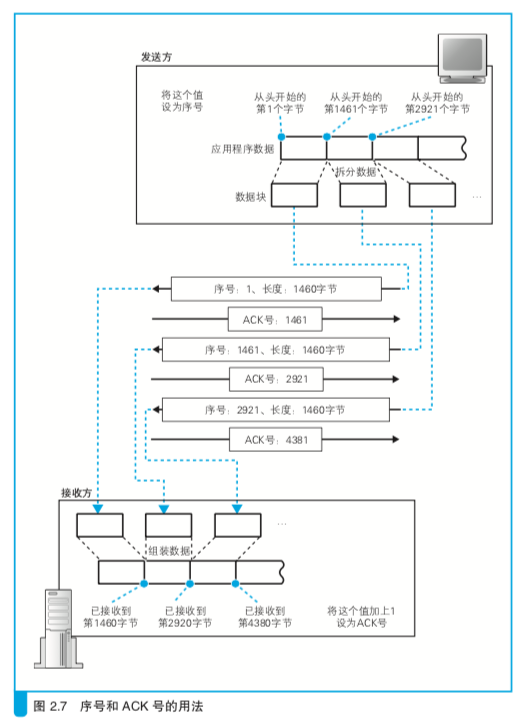 发送方
将这个值
设为序号
从头开始的
第1个字节
从头开始的
第1461个字节
从头开始的
第2921个字节
应用程序数据
拆分数据
数据块
…
序号：1、长度：1460字节
ACK号：1461
序号：1461、长度：1460字节
ACK号：2921
序号：2921、长度：1460字节
ACK号：4381
接收方
…
组装数据
已接收到
第1460字节
已接收到
第2920字节
已接收到
第4380字节
将这个值加上1
设为ACK号
图 2.7 序号和 ACK 号的用法